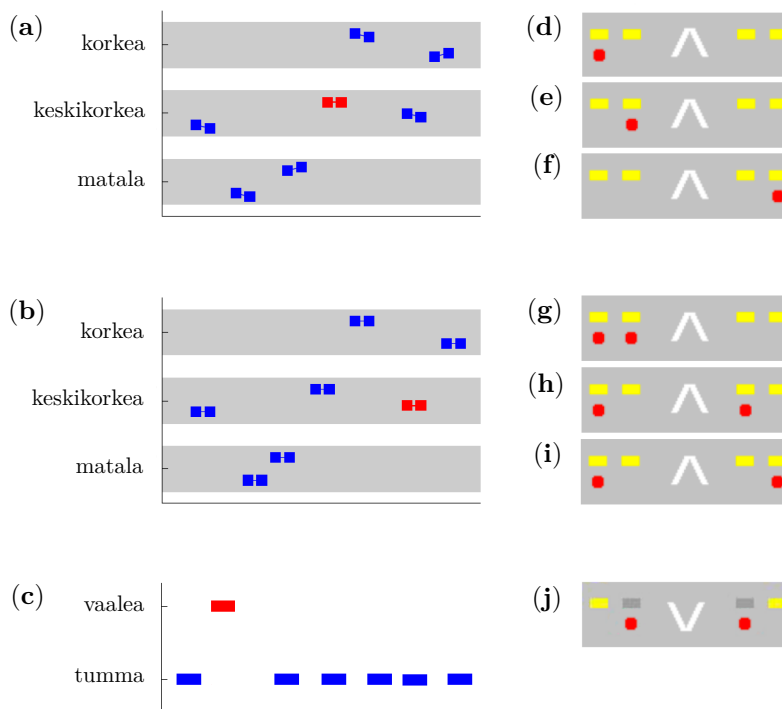 (a)
korkea
keskikorkea
matala
(b)
korkea
keskikorkea
matala
(c)
vaalea
tumma
(d)
(e)
(f)
(g)
(h)
(i)
(j)